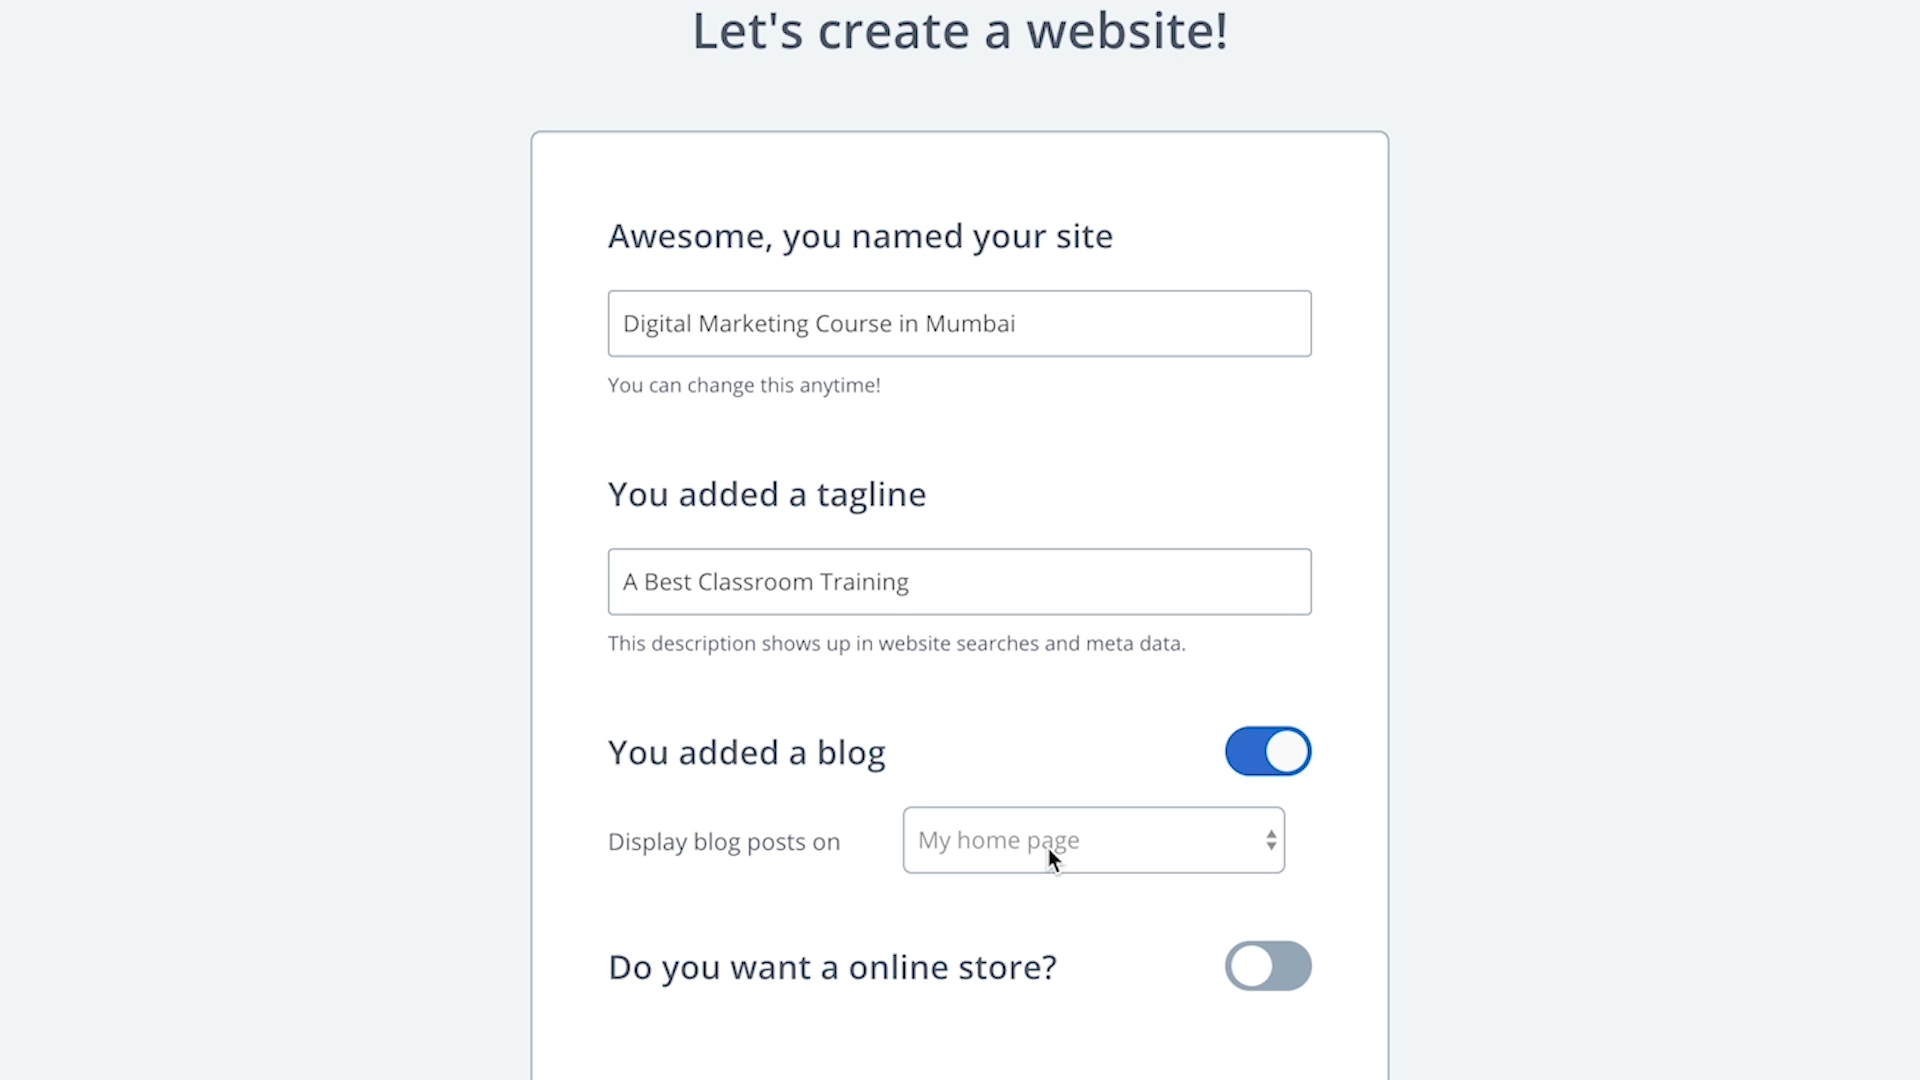 Let's create a website!
Awesome, you named your site
Digital Marketing Course in Mumbai
You can change this anytime!
You added a tagline
A Best Classroom Training
This description shows up in website searches and meta data.
You added a blog
Display blog posts on
My home page
Do you want a online store?